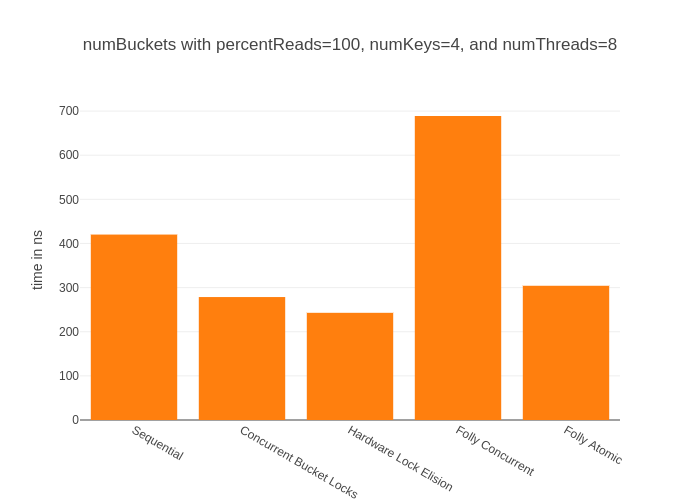 numBuckets with percentReads=100, numKeys=4, and numThreads=8
700
600
500
400
300
200
100
0
time in ns
Sequential
Concurrent Bucket Locks
Hardware Lock Elision
Folly Concurrent
Folly Atomic